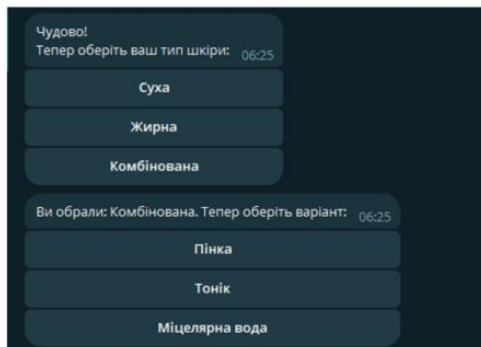 Чудово!
Тепер оберіть ваш тип шкіри: 06:25
Суха
Жирна
Комбінована
Ви обрали: Комбінована. Тепер оберіть варіант: 06:25
Пінка
Тонік
Міцелярна вода